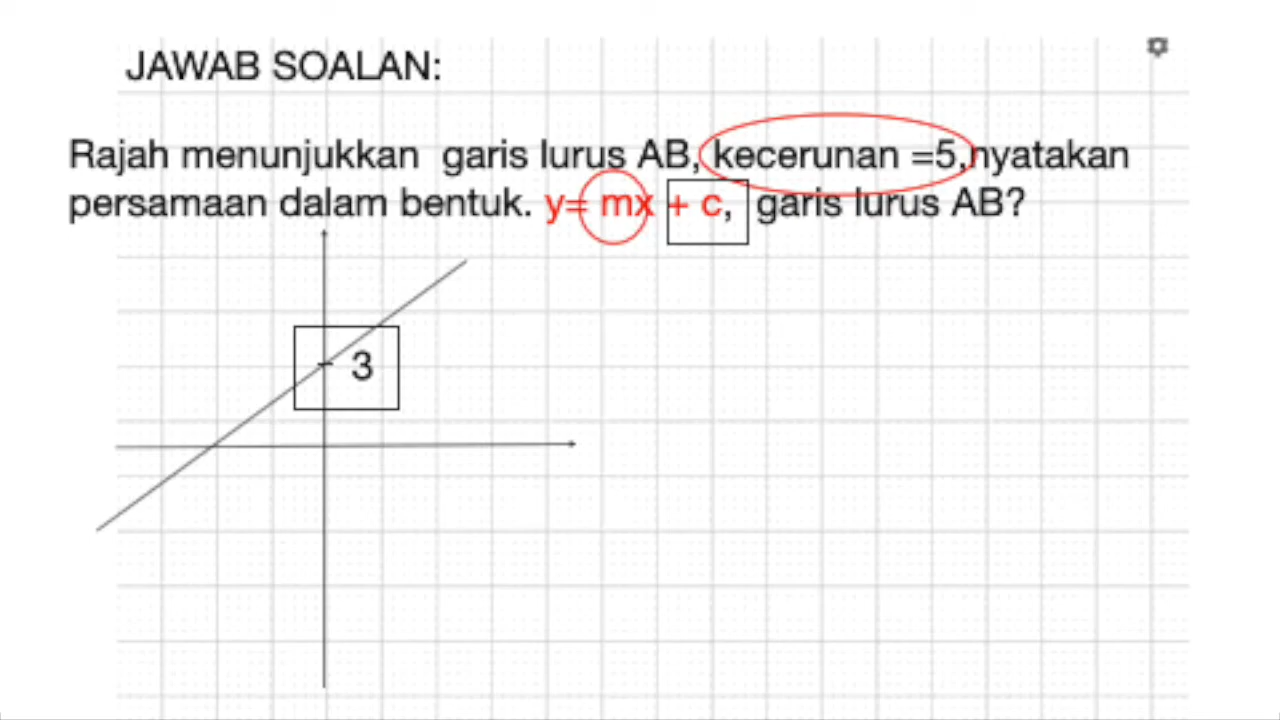 JAWAB SOALAN:
Rajah menunjukkan garis lurus AB, kecerunan =5,nyatakan
persamaan dalam bentuk. y= mx + c, garis lurus AB?
3